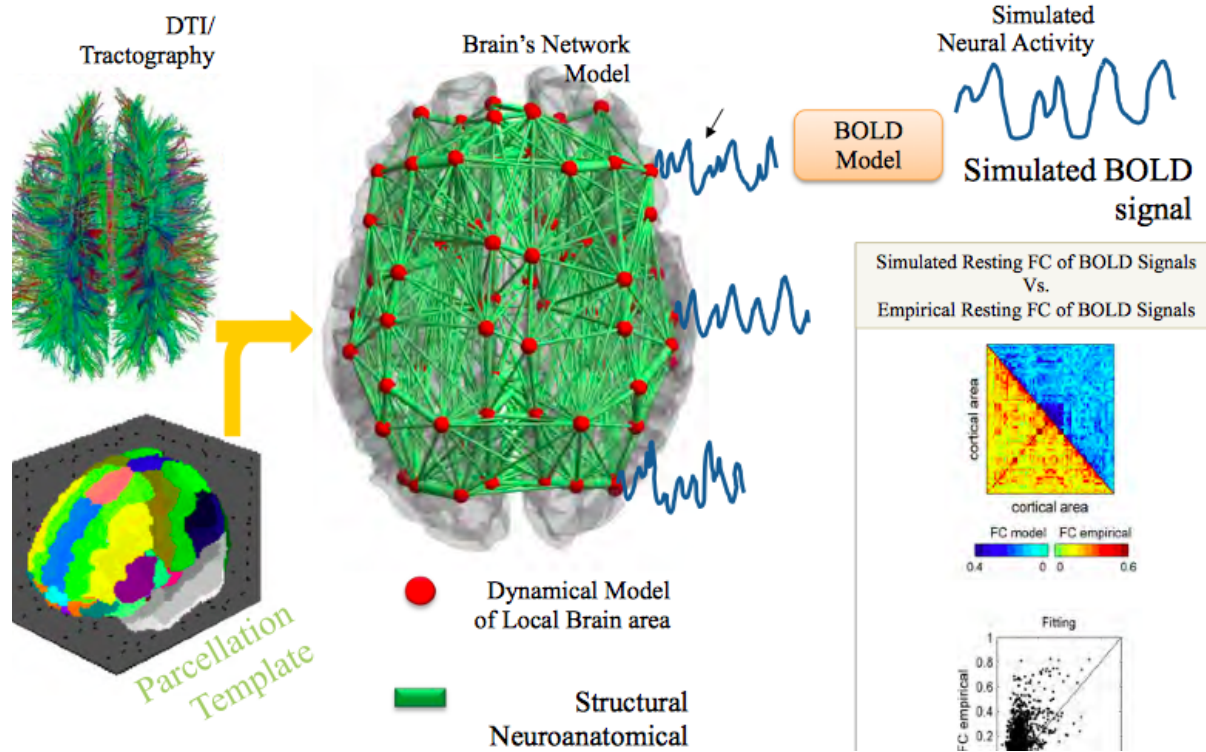 DTI/
Tractography
Brain's Network
Model
Simulated
Neural Activity
BOLD
Model
Simulated BOLD
signal
Simulated Resting FC of BOLD Signals
Vs.
Empirical Resting FC of BOLD Signals
cortical area
cortical area
FC model FC empirical
0.4 0 0 0.6
Parcellation
Template
Dynamical Model
of Local Brain area
Structural
Neuroanatomical
Fitting
FC empirical
1
0.8
0.6
0.4
0.2